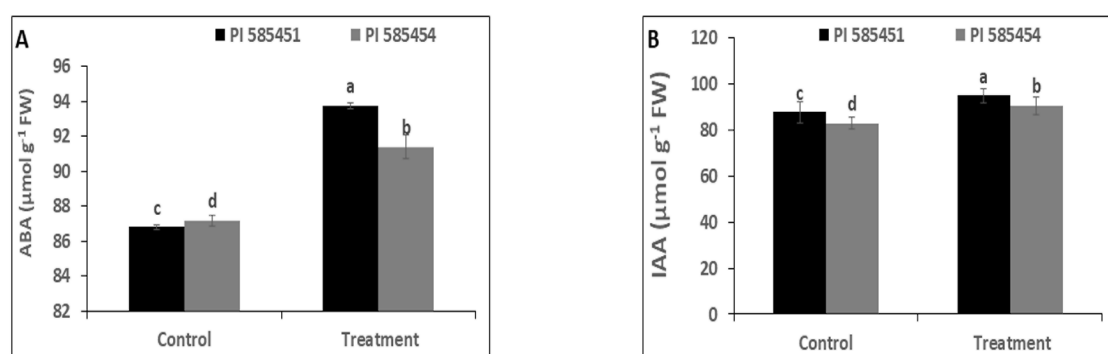 A
PI 585451 PI 585454
ABA (µmol g⁻¹ FW)
96
94
92
90
88
86
84
82
c
d
a
b
Control Treatment
B
PI 585451 PI 585454
IAA (µmol g⁻¹ FW)
120
100
80
60
40
20
0
c
d
a
b
Control Treatment